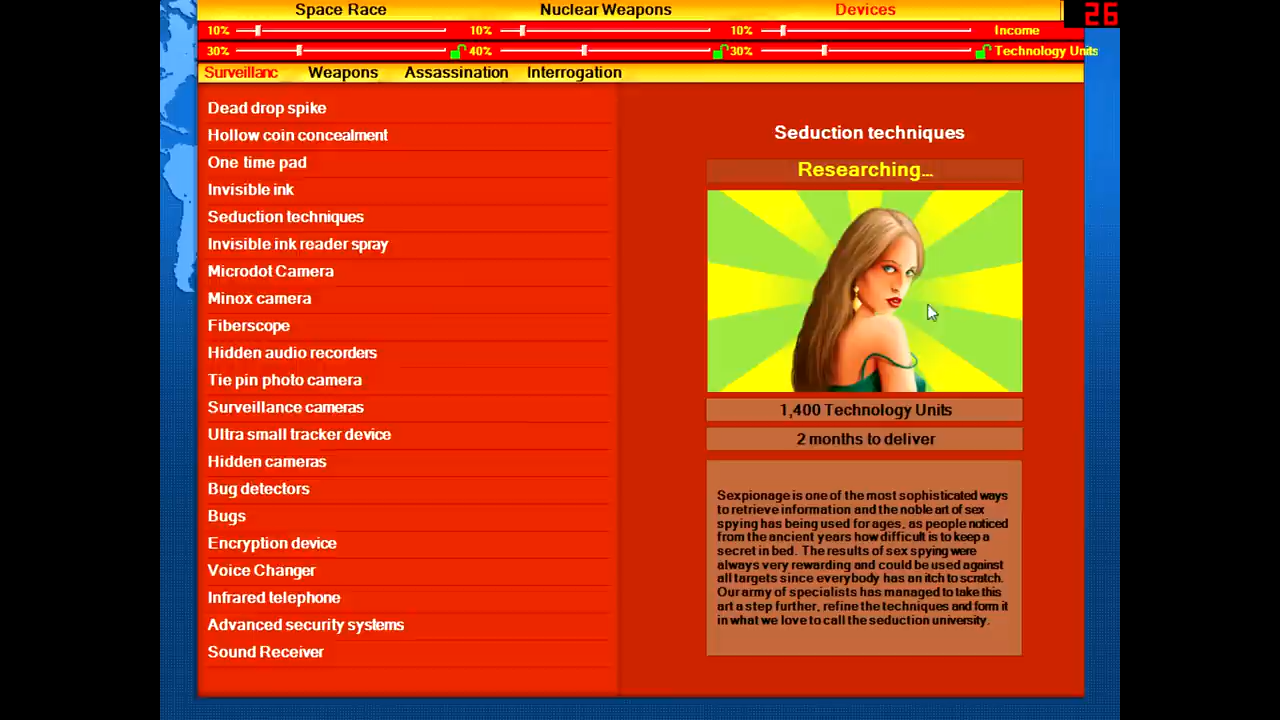 Space Race Nuclear Weapons Devices 26
10% 10% 10% Income
30% 40% 30% Technology Units
Surveillanc Weapons Assassination Interrogation
Dead drop spike
Hollow coin concealment
One time pad
Invisible ink
Seduction techniques
Invisible ink reader spray
Microdot Camera
Minox camera
Fiberscope
Hidden audio recorders
Tie pin photo camera
Surveillance cameras
Ultra small tracker device
Hidden cameras
Bug detectors
Bugs
Encryption device
Voice Changer
Infrared telephone
Advanced security systems
Sound Receiver
Seduction techniques
Researching...
1,400 Technology Units
2 months to deliver
Sexpionage is one of the most sophisticated ways
to retrieve information and the noble art of sex
spying has being used for ages, as people noticed
from the ancient years how difficult is to keep a
secret in bed. The results of sex spying were
always very rewarding and could be used against
all targets since everybody has an itch to scratch.
Our army of specialists has managed to take this
art a step further, refine the techniques and form it
in what we love to call the seduction university.